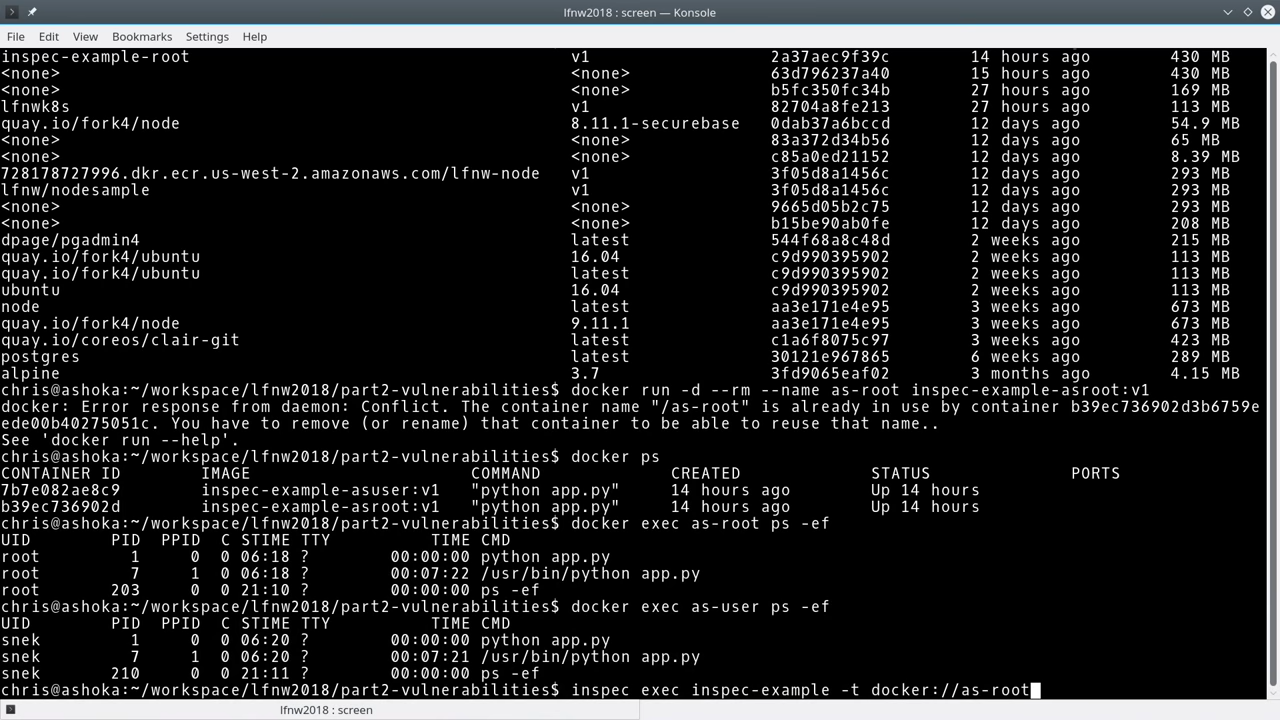 lfnw2018 : screen — Konsole
File Edit View Bookmarks Settings Help
inspec-example-root v1 2a37aec9f39c 14 hours ago 430 MB
<none> <none> 63d796237a40 15 hours ago 430 MB
<none> <none> b5fc350fc34b 27 hours ago 169 MB
lfnwk8s v1 82704a8fe213 27 hours ago 113 MB
quay.io/fork4/node 8.11.1-securebase 0dab37a6bccd 12 days ago 54.9 MB
<none> <none> 83a372d34b56 12 days ago 65 MB
<none> <none> c85a0ed21152 12 days ago 8.39 MB
728178727996.dkr.ecr.us-west-2.amazonaws.com/lfnw-node v1 3f05d8a1456c 12 days ago 293 MB
lfnw/nodesample v1 3f05d8a1456c 12 days ago 293 MB
<none> <none> 9665d05b2c75 12 days ago 293 MB
<none> <none> b15be90ab0fe 12 days ago 208 MB
dpage/pgadmin4 latest 544f68a8c48d 2 weeks ago 215 MB
quay.io/fork4/ubuntu 16.04 c9d990395902 2 weeks ago 113 MB
quay.io/fork4/ubuntu latest c9d990395902 2 weeks ago 113 MB
ubuntu 16.04 c9d990395902 2 weeks ago 113 MB
node latest aa3e171e4e95 3 weeks ago 673 MB
quay.io/fork4/node 9.11.1 aa3e171e4e95 3 weeks ago 673 MB
quay.io/coreos/clair-git latest c1a6f8075c97 3 weeks ago 423 MB
postgres latest 30121e967865 6 weeks ago 289 MB
alpine 3.7 3fd9065eaf02 3 months ago 4.15 MB
chris@ashoka:~/workspace/lfnw2018/part2-vulnerabilities$ docker run -d --rm --name as-root inspec-example-asroot:v1
docker: Error response from daemon: Conflict. The container name "/as-root" is already in use by container b39ec736902d3b6759e
ede00b40275051c. You have to remove (or rename) that container to be able to reuse that name..
See 'docker run --help'.
chris@ashoka:~/workspace/lfnw2018/part2-vulnerabilities$ docker ps
CONTAINER ID IMAGE COMMAND CREATED STATUS PORTS
7b7e082ae8c9 inspec-example-asuser:v1 "python app.py" 14 hours ago Up 14 hours
b39ec736902d inspec-example-asroot:v1 "python app.py" 14 hours ago Up 14 hours
chris@ashoka:~/workspace/lfnw2018/part2-vulnerabilities$ docker exec as-root ps -ef
UID PID PPID C STIME TTY TIME CMD
root 1 0 0 06:18 ? 00:00:00 python app.py
root 7 1 0 06:18 ? 00:07:22 /usr/bin/python app.py
root 203 0 0 21:10 ? 00:00:00 ps -ef
chris@ashoka:~/workspace/lfnw2018/part2-vulnerabilities$ docker exec as-user ps -ef
UID PID PPID C STIME TTY TIME CMD
snek 1 0 0 06:20 ? 00:00:00 python app.py
snek 7 1 0 06:20 ? 00:07:21 /usr/bin/python app.py
snek 210 0 0 21:11 ? 00:00:00 ps -ef
chris@ashoka:~/workspace/lfnw2018/part2-vulnerabilities$ inspec exec inspec-example -t docker://as-root
lfnw2018 : screen